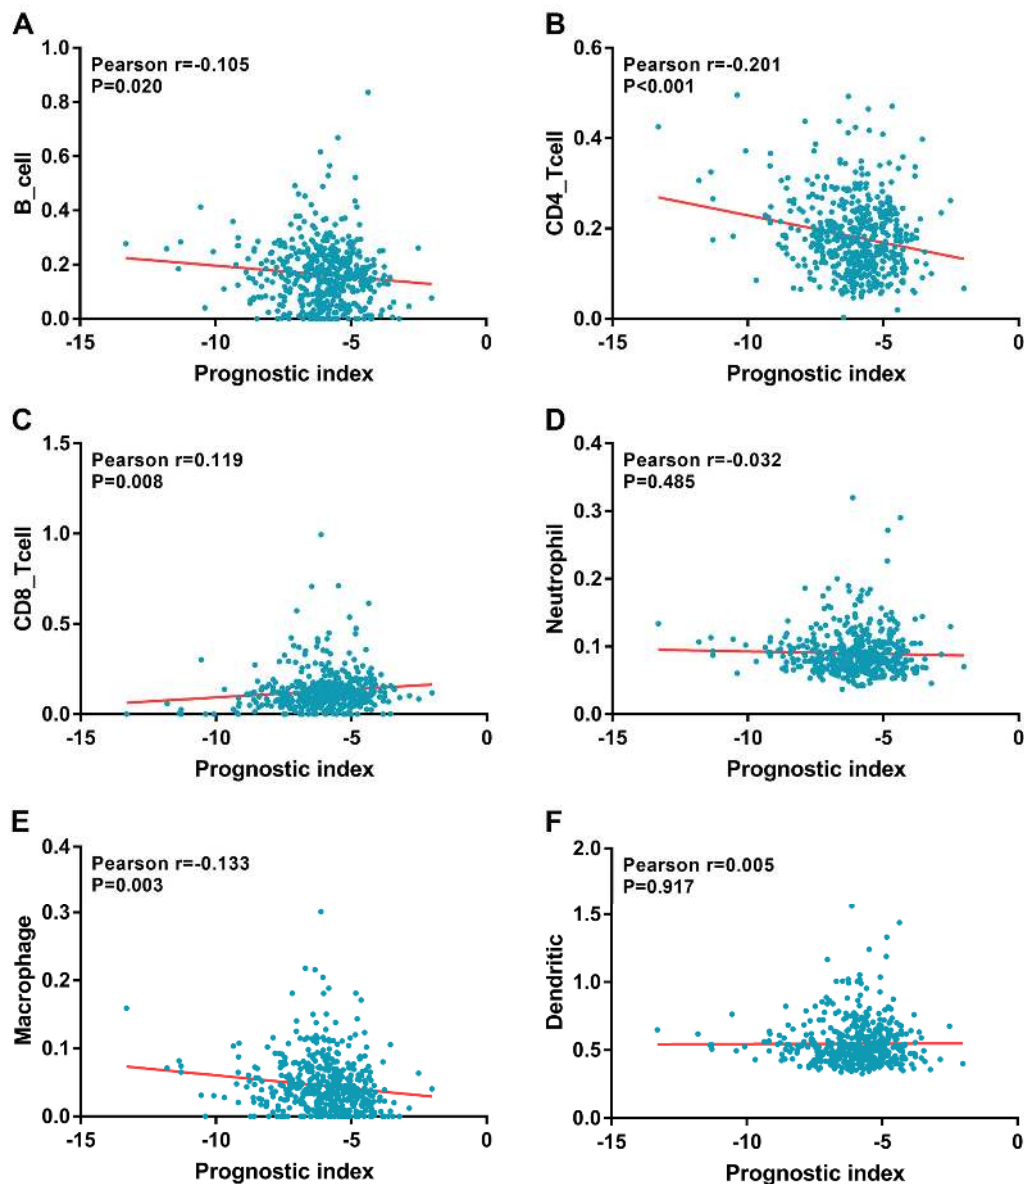 A
Pearson r=-0.105
P=0.020
B_cell
1.0
0.8
0.6
0.4
0.2
0.0
-15
-10
-5
0
Prognostic index
B
Pearson r=-0.201
P<0.001
CD4_Tcell
0.6
0.4
0.2
0.0
-15
-10
-5
0
Prognostic index
C
Pearson r=0.119
P=0.008
CD8_Tcell
1.5
1.0
0.5
0.0
-15
-10
-5
0
Prognostic index
D
Pearson r=-0.032
P=0.485
Neutrophil
0.4
0.3
0.2
0.1
0.0
-15
-10
-5
0
Prognostic index
E
Pearson r=-0.133
P=0.003
Macrophage
0.4
0.3
0.2
0.1
0.0
-15
-10
-5
0
Prognostic index
F
Pearson r=0.005
P=0.917
Dendritic
2.0
1.5
1.0
0.5
0.0
-15
-10
-5
0
Prognostic index